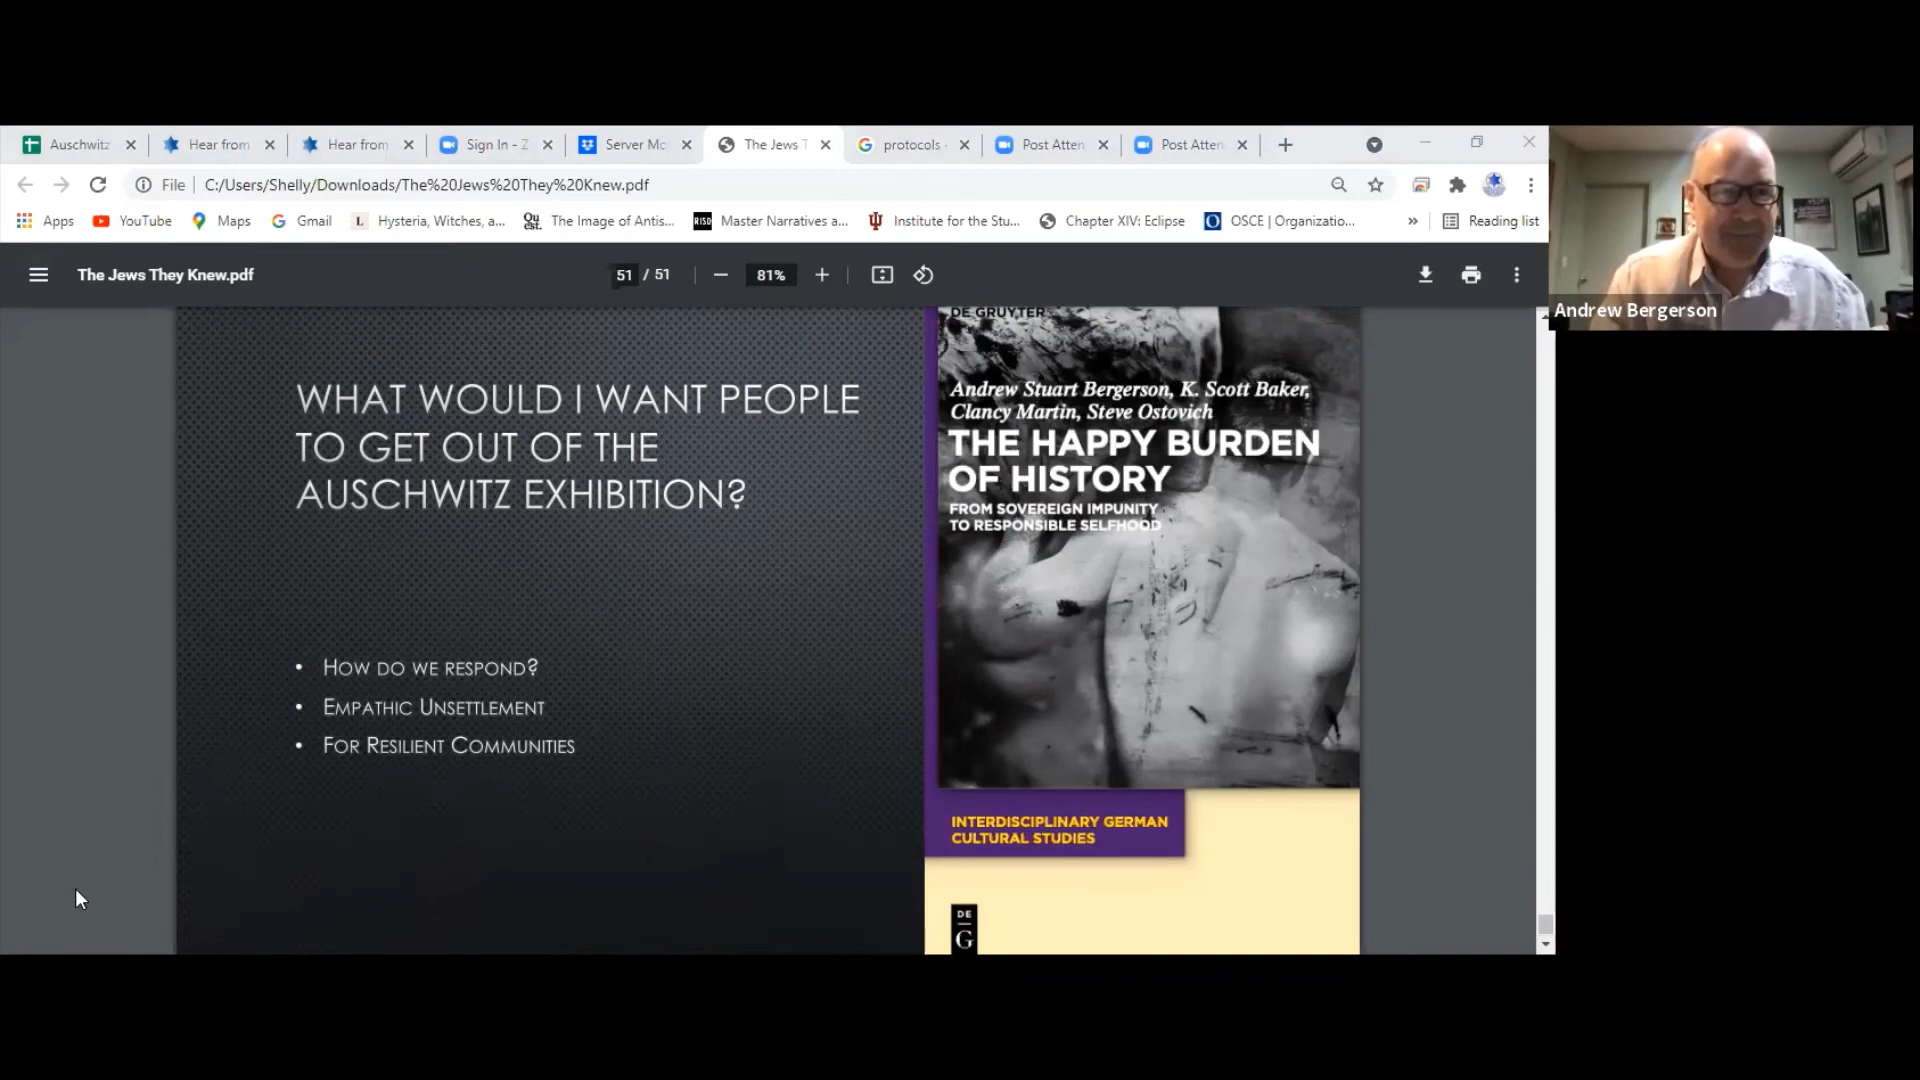 Auschwitz
Hear from
Hear from
Sign In - Z
Server Mo
The Jews T
protocols -
Post Atten
Post Atten
File
C:/Users/Shelly/Downloads/The%20Jews%20They%20Knew.pdf
Apps
YouTube
Maps
Gmail
L
Hysteria, Witches, a...
Qu
est.
The Image of Antis...
RISD
Master Narratives a...
Institute for the Stu...
Chapter XIV: Eclipse
O
OSCE | Organizatio...
»
Reading list
The Jews They Knew.pdf
51 / 51
81%
Andrew Bergerson
WHAT WOULD I WANT PEOPLE
TO GET OUT OF THE
AUSCHWITZ EXHIBITION?
• HOW DO WE RESPOND?
• EMPATHIC UNSETTLEMENT
• FOR RESILIENT COMMUNITIES
DE GRUYTER
Andrew Stuart Bergerson, K. Scott Baker,
Clancy Martin, Steve Ostovich
THE HAPPY BURDEN
OF HISTORY
FROM SOVEREIGN IMPUNITY
TO RESPONSIBLE SELFHOOD
INTERDISCIPLINARY GERMAN
CULTURAL STUDIES
DE
G